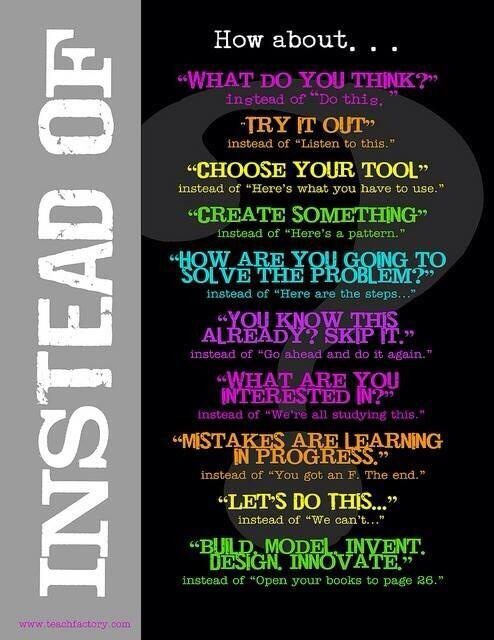 INSTEAD OF
How about. . .
“WHAT DO YOU THINK?”
instead of “Do this.”
“TRY IT OUT”
instead of “Listen to this.”
“CHOOSE YOUR TOOL”
instead of “Here's what you have to use.”
“CREATE SOMETHING”
instead of “Here's a pattern.”
“HOW ARE YOU GOING TO
SOLVE THE PROBLEM?”
instead of “Here are the steps...”
“YOU KNOW THIS
ALREADY? SKIP IT.”
instead of “Go ahead and do it again.”
“WHAT ARE YOU
INTERESTED IN?”
instead of “We're all studying this.”
“MISTAKES ARE LEARNING
IN PROGRESS.”
instead of “You got an F. The end.”
“LET'S DO THIS...”
instead of “We can't...”
“BUILD. MODEL. INVENT.
DESIGN. INNOVATE.”
instead of “Open your books to page 26.”
www.teachfactory.com